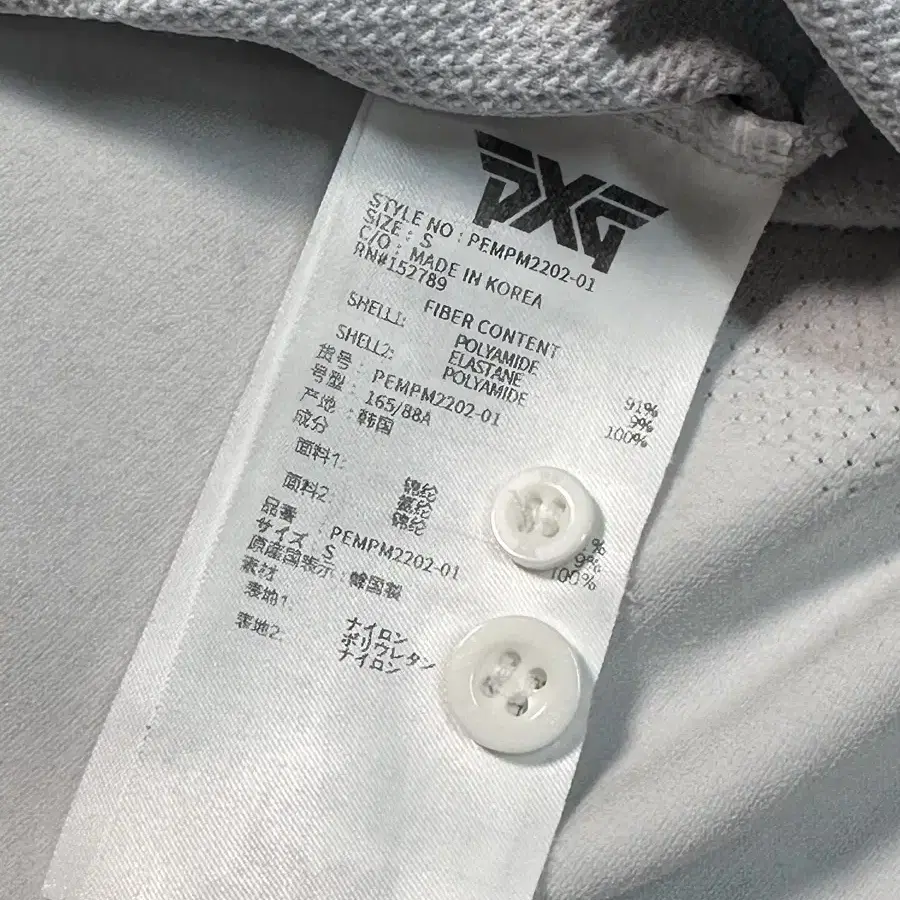 PXG
STYLE NO : PEMPM2202-01
SIZE : S
C/O : MADE IN KOREA
RN#152789
FIBER CONTENT
SHELL1: POLYAMIDE 91%
ELASTANE 9%
SHELL2: POLYAMIDE 100%
货号 : PEMPM2202-01
号型 : 165/88A
产地 : 韩国
成分
面料1: 锦纶 %
氨纶 9%
面料2: 锦纶 100%
品番 : PEMPM2202-01
サイズ : S
原産国表示 : 韓国製
素材
表地1: ナイロン
ポリウレタン
表地2: ナイロン